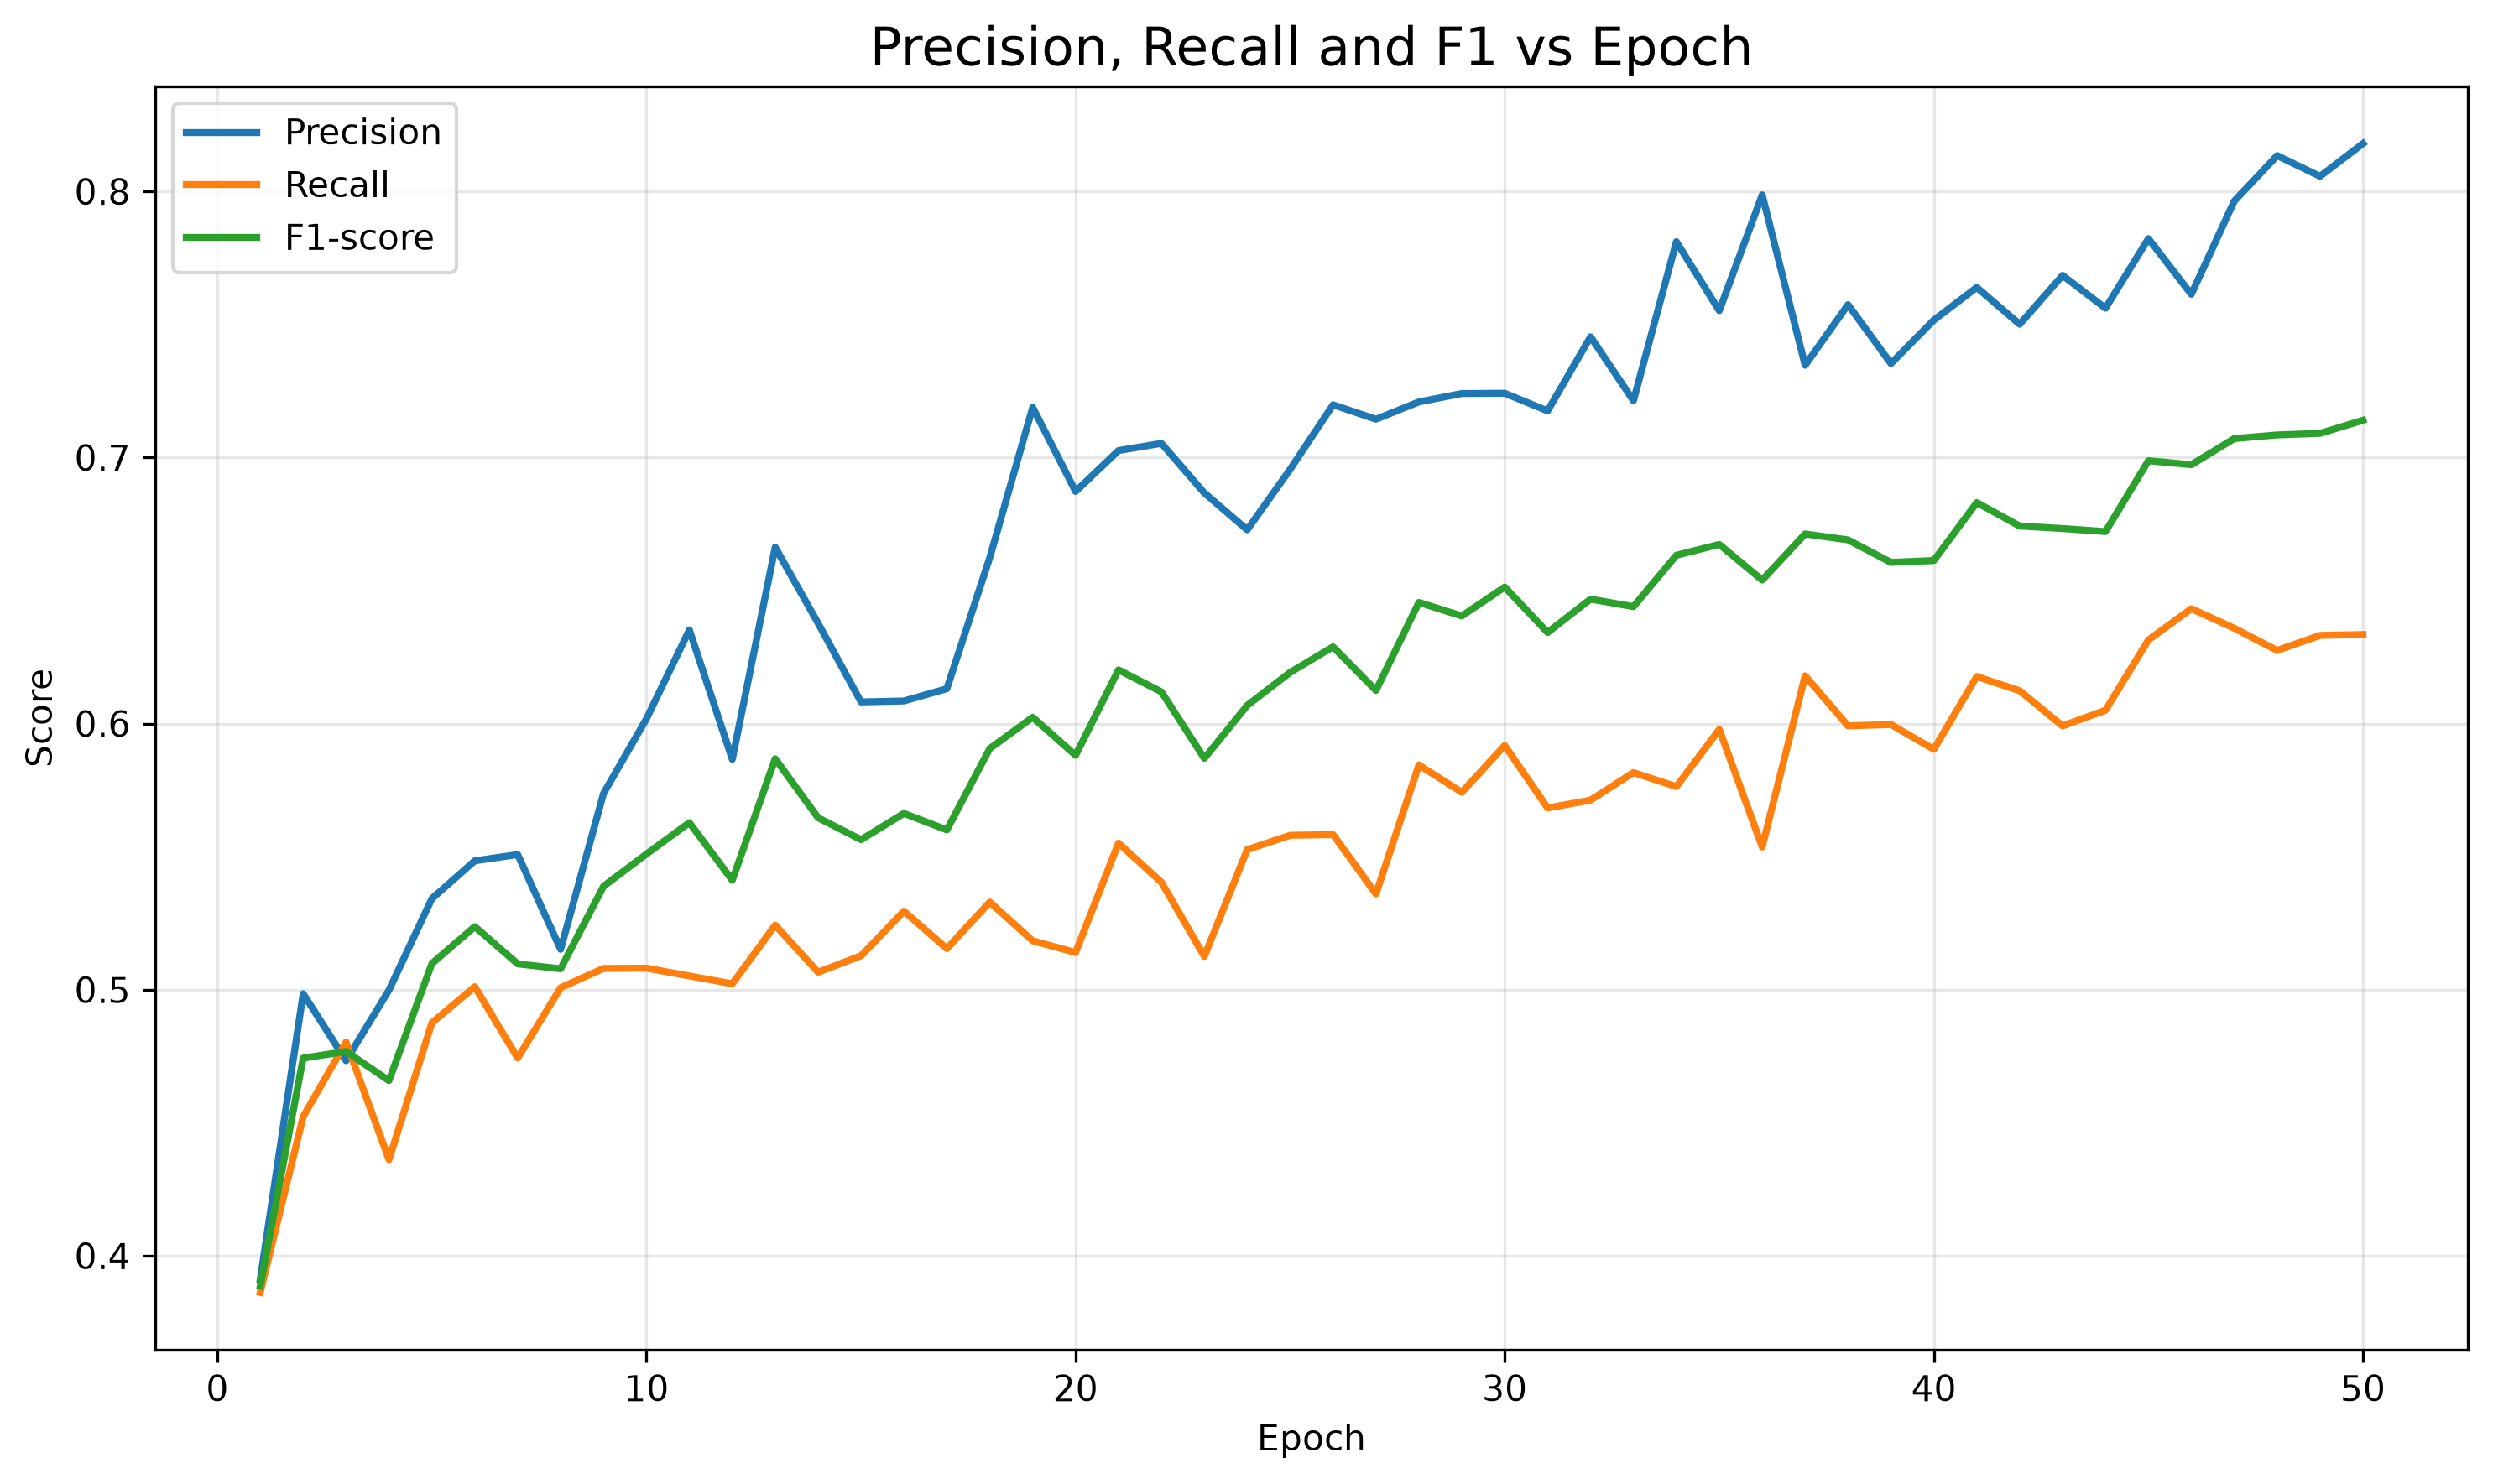 Precision, Recall and F1 vs Epoch
Precision
Recall
F1-score
0.8
0.7
0.6
0.5
0.4
Score
0 10 20 30 40 50
Epoch